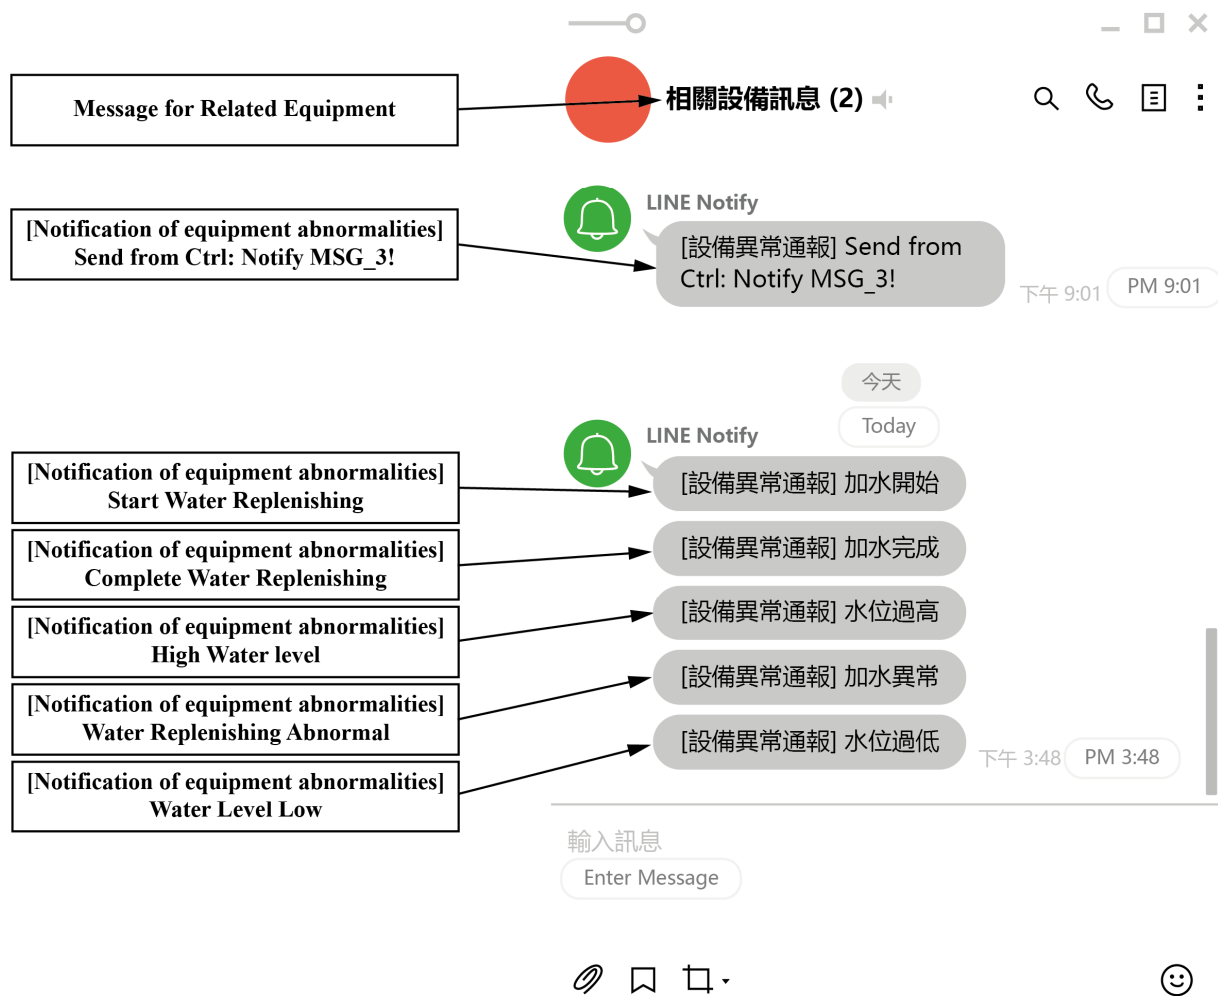 Message for Related Equipment
相關設備訊息 (2)
[Notification of equipment abnormalities]
Send from Ctrl: Notify MSG_3!
LINE Notify
[設備異常通報] Send from
Ctrl: Notify MSG_3!
下午 9:01
PM 9:01
今天
Today
LINE Notify
[Notification of equipment abnormalities]
Start Water Replenishing
[設備異常通報] 加水開始
[Notification of equipment abnormalities]
Complete Water Replenishing
[設備異常通報] 加水完成
[Notification of equipment abnormalities]
High Water level
[設備異常通報] 水位過高
[Notification of equipment abnormalities]
Water Replenishing Abnormal
[設備異常通報] 加水異常
[Notification of equipment abnormalities]
Water Level Low
[設備異常通報] 水位過低
下午 3:48
PM 3:48
輸入訊息
Enter Message